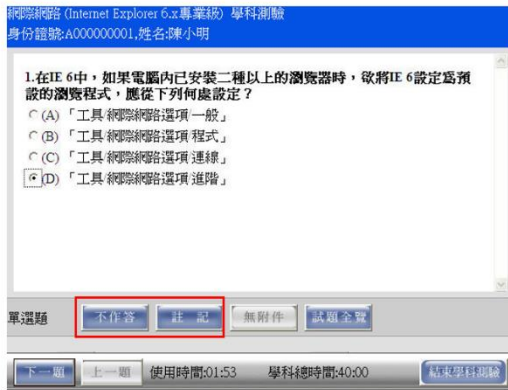 網際網路 (Internet Explorer 6.x專業級) 學科測驗
身份證號:A000000001,姓名:陳小明
1.在IE 6中，如果電腦內已安裝二種以上的瀏覽器時，欲將IE 6設定為預
設的瀏覽程式，應從下列何處設定？
(A) 「工具/網際網路選項/一般」
(B) 「工具/網際網路選項/程式」
(C) 「工具/網際網路選項/連線」
(D) 「工具/網際網路選項/進階」
單選題 不作答 註 記 無附件 試題全覽
下一題 上一題 使用時間:01:53 學科總時間:40:00 結束學科測驗